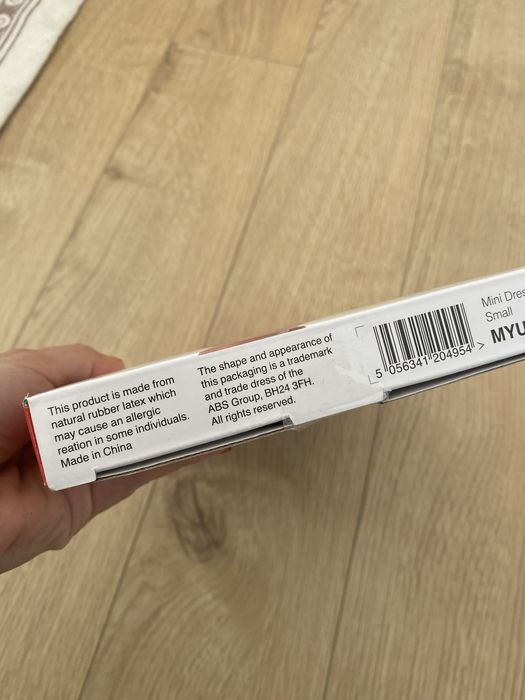 This product is made from
natural rubber latex which
may cause an allergic
reation in some individuals.
Made in China
The shape and appearance of
this packaging is a trademark
and trade dress of the
ABS Group, BH24 3FH.
All rights reserved.
5 056341 204954 >
Mini
Small